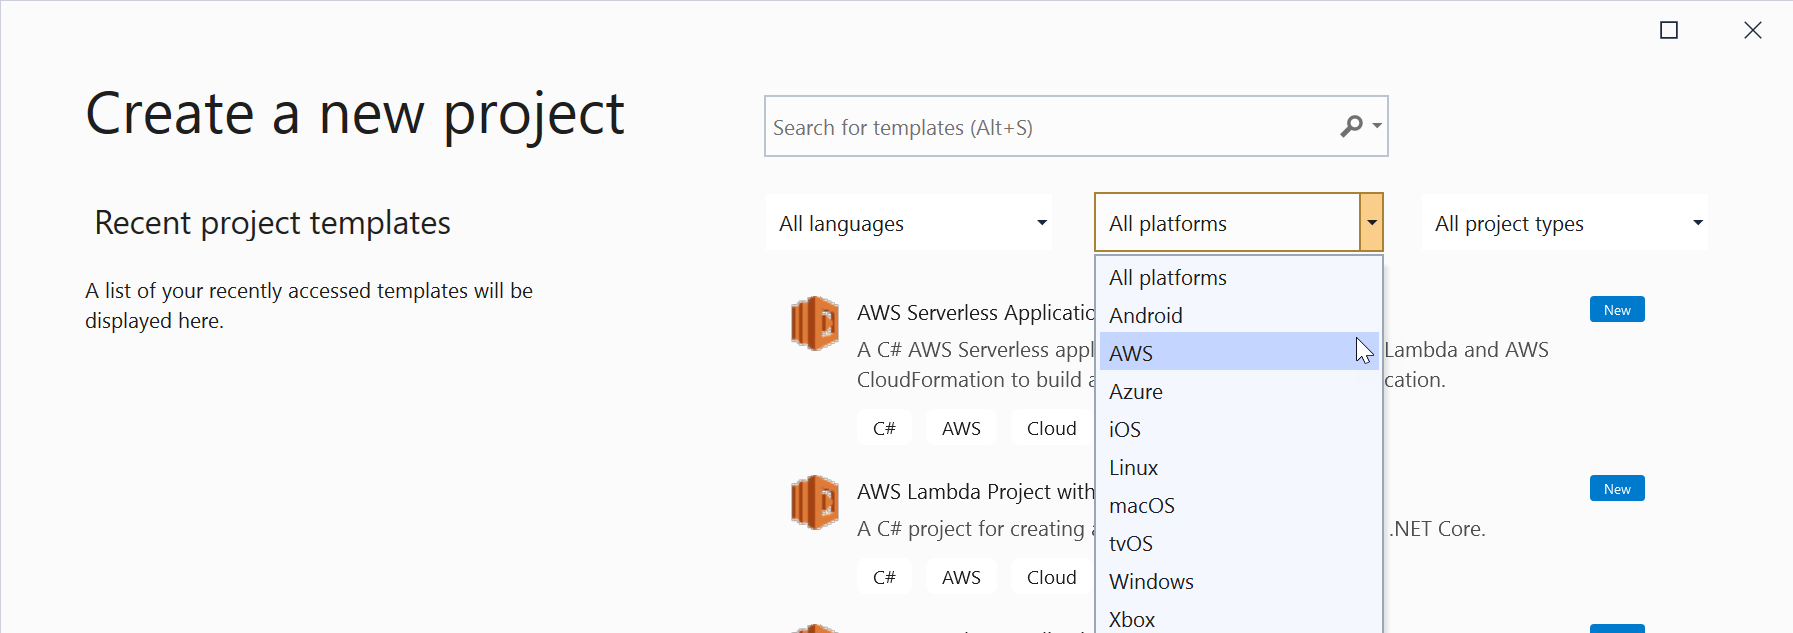 Create a new project
Recent project templates
A list of your recently accessed templates will be
displayed here.
Search for templates (Alt+S)
All languages
All platforms
All project types
All platforms
Android
AWS
Azure
iOS
Linux
macOS
tvOS
Windows
Xbox
AWS Serverless
New
A C# AWS Serverless
Lambda and AWS
CloudFormation to build
C# AWS Cloud
AWS Lambda Project with
New
A C# project for creating
.NET Core.
C# AWS Cloud